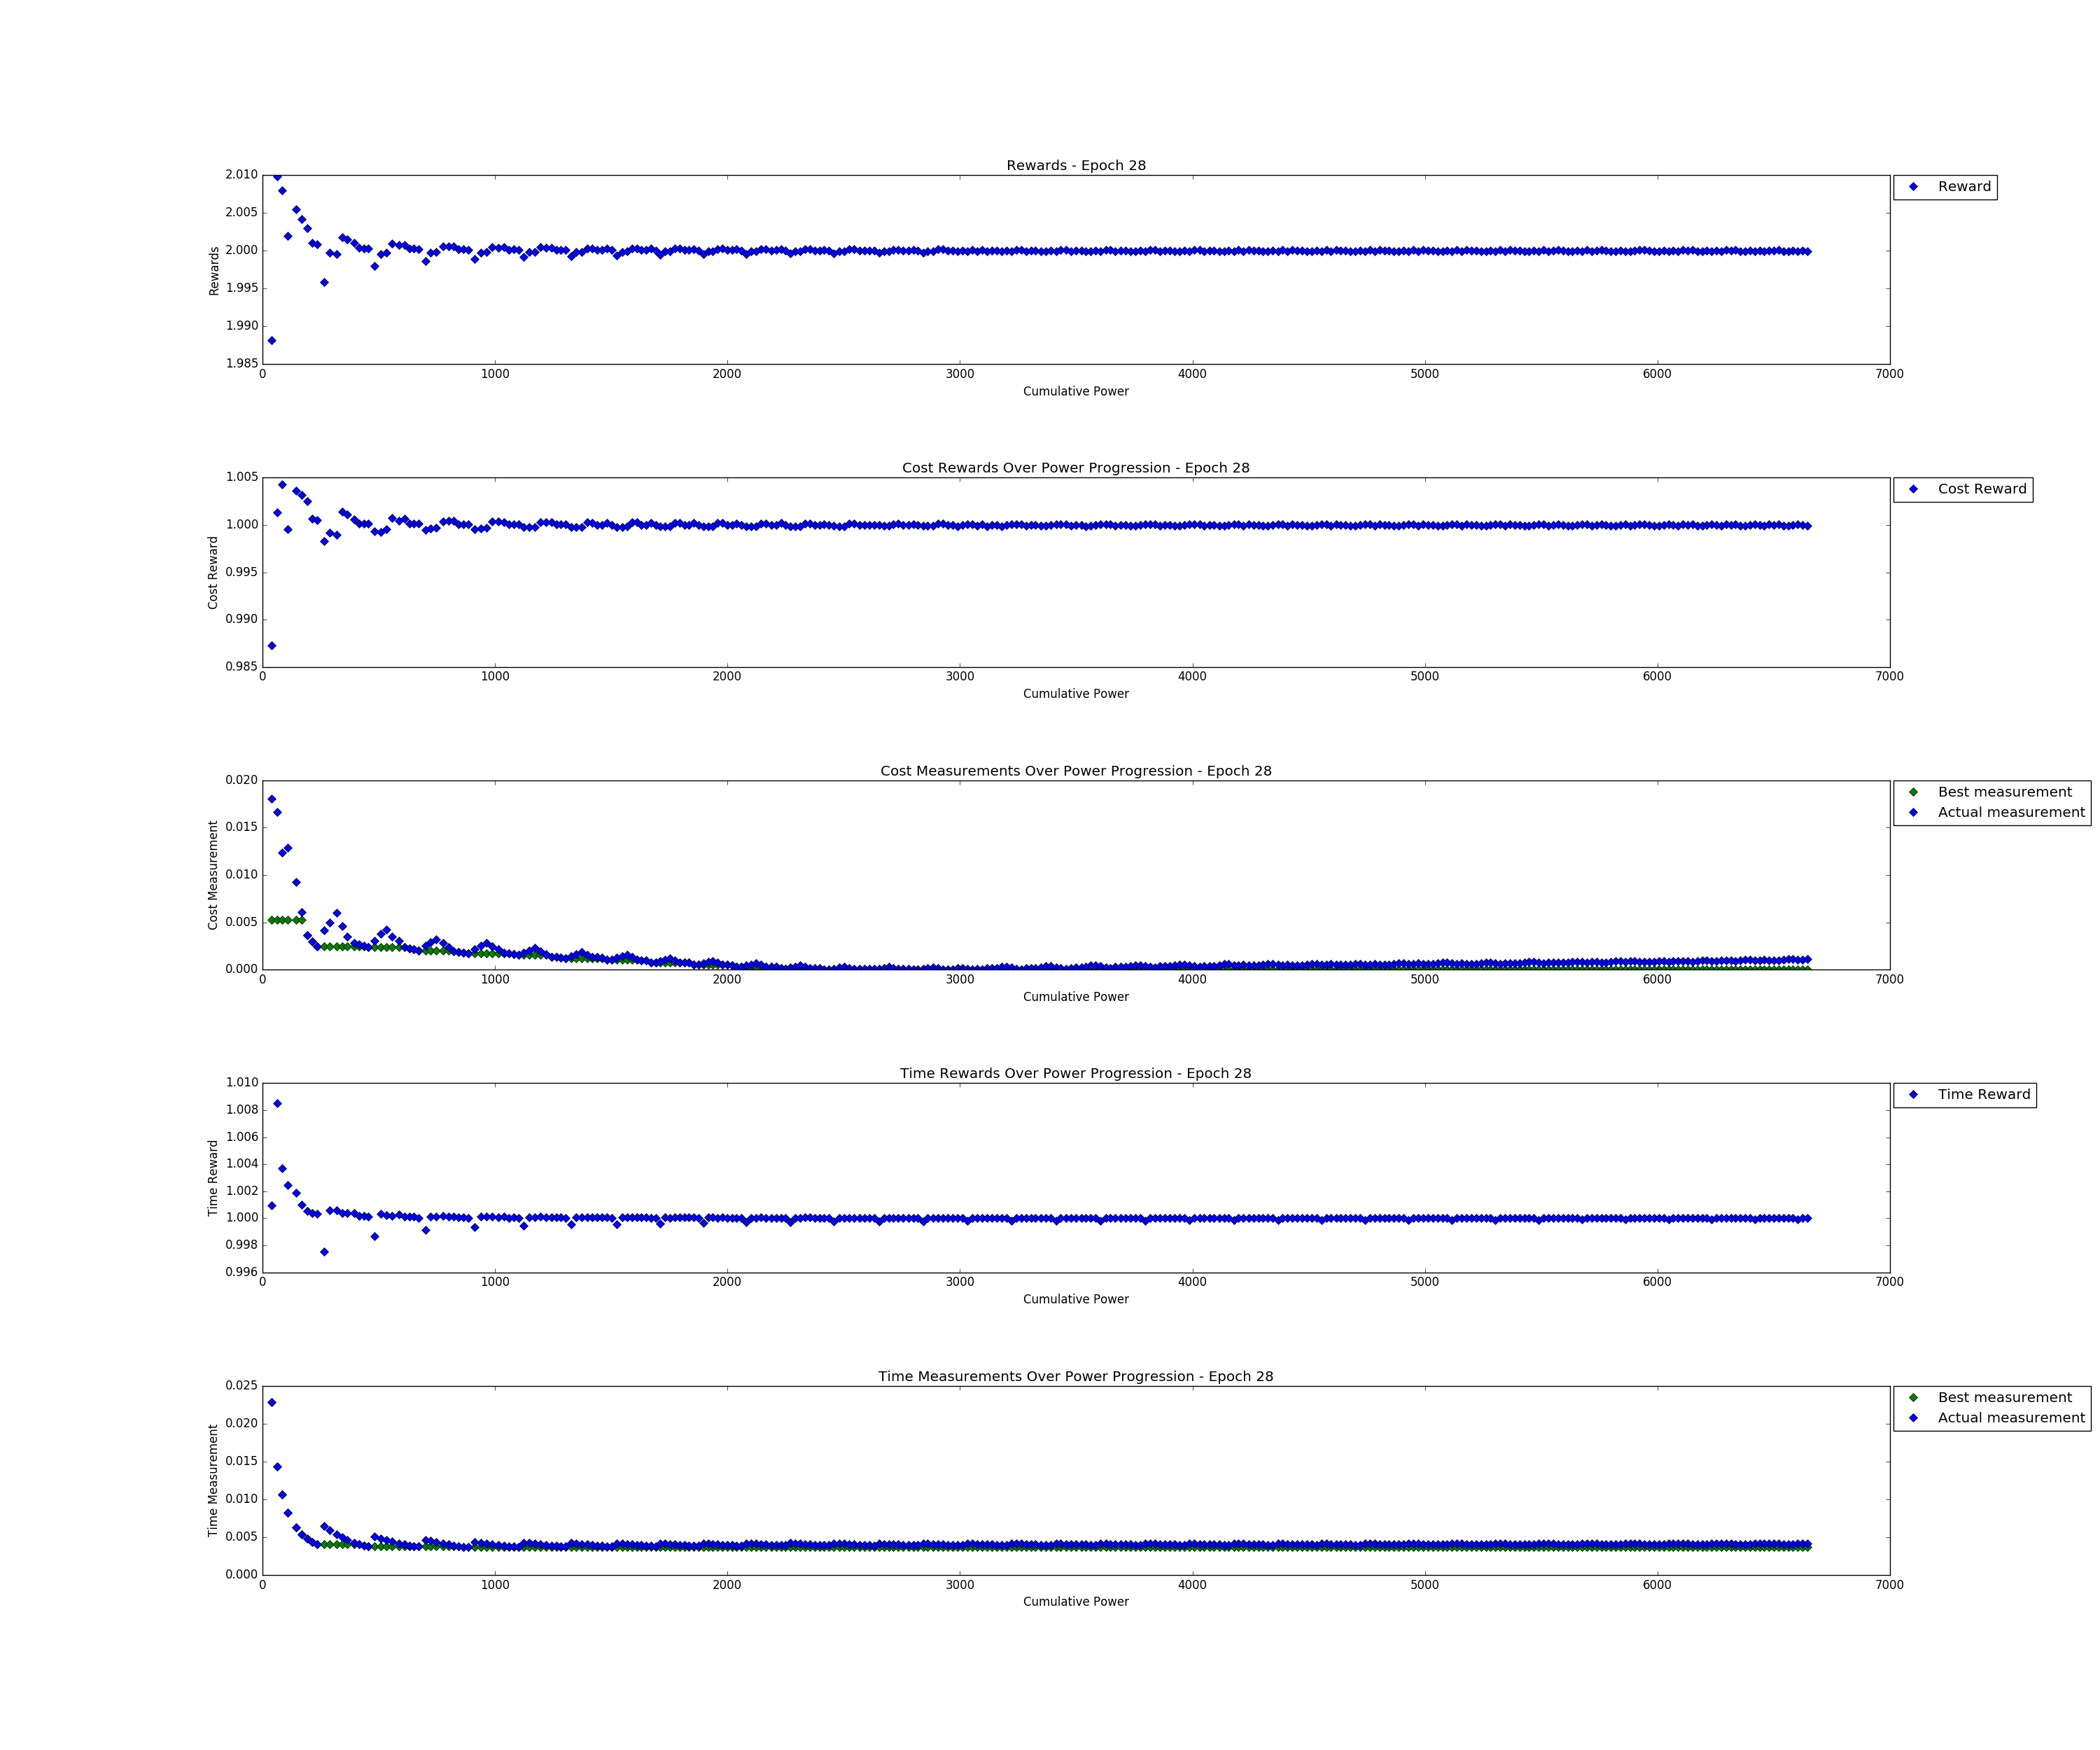 Rewards - Epoch 28
2.010
2.005
2.000
1.995
1.990
1.985
Rewards
0 1000 2000 3000 4000 5000 6000 7000
Cumulative Power
Reward
Cost Rewards Over Power Progression - Epoch 28
1.005
1.000
0.995
0.990
0.985
Cost Reward
0 1000 2000 3000 4000 5000 6000 7000
Cumulative Power
Cost Reward
Cost Measurements Over Power Progression - Epoch 28
0.020
0.015
0.010
0.005
0.000
Cost Measurement
0 1000 2000 3000 4000 5000 6000 7000
Cumulative Power
Best measurement
Actual measurement
Time Rewards Over Power Progression - Epoch 28
1.010
1.008
1.006
1.004
1.002
1.000
0.998
0.996
Time Reward
0 1000 2000 3000 4000 5000 6000 7000
Cumulative Power
Time Reward
Time Measurements Over Power Progression - Epoch 28
0.025
0.020
0.015
0.010
0.005
0.000
Time Measurement
0 1000 2000 3000 4000 5000 6000 7000
Cumulative Power
Best measurement
Actual measurement